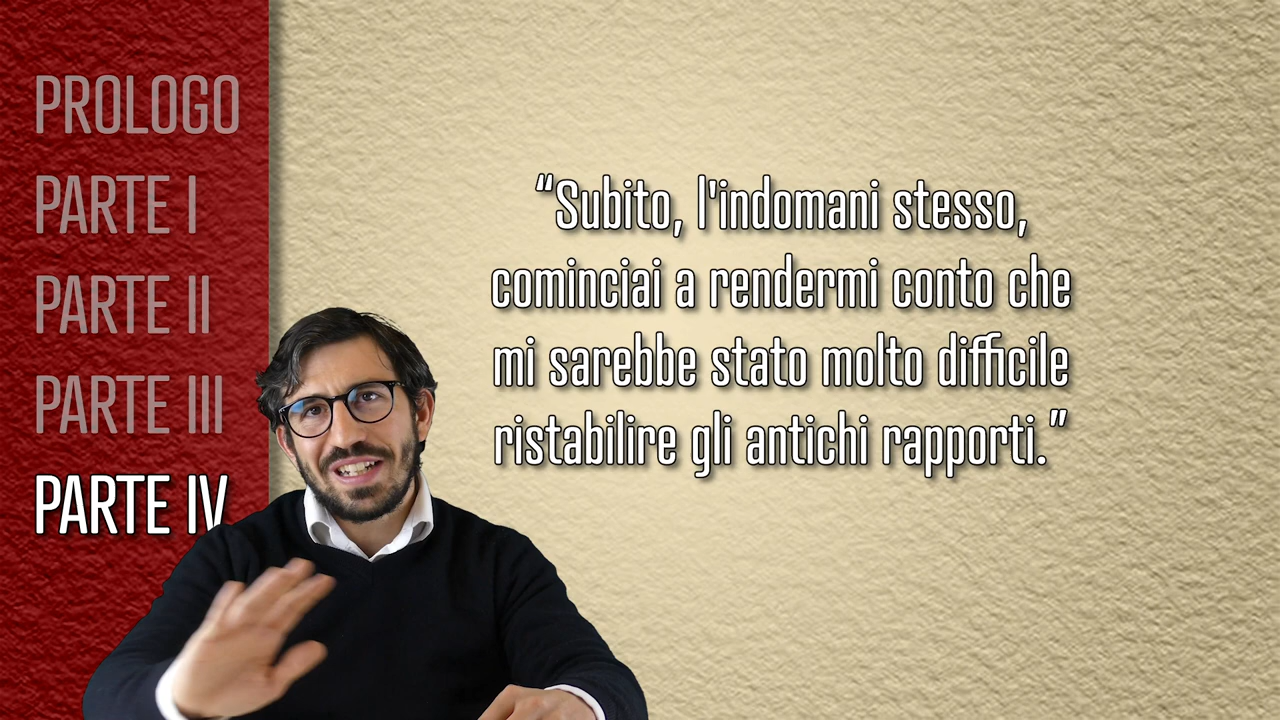 PROLOGO
PARTE I
PARTE II
PARTE III
PARTE IV
“Subito, l'indomani stesso,
cominciai a rendermi conto che
mi sarebbe stato molto difficile
ristabilire gli antichi rapporti.”